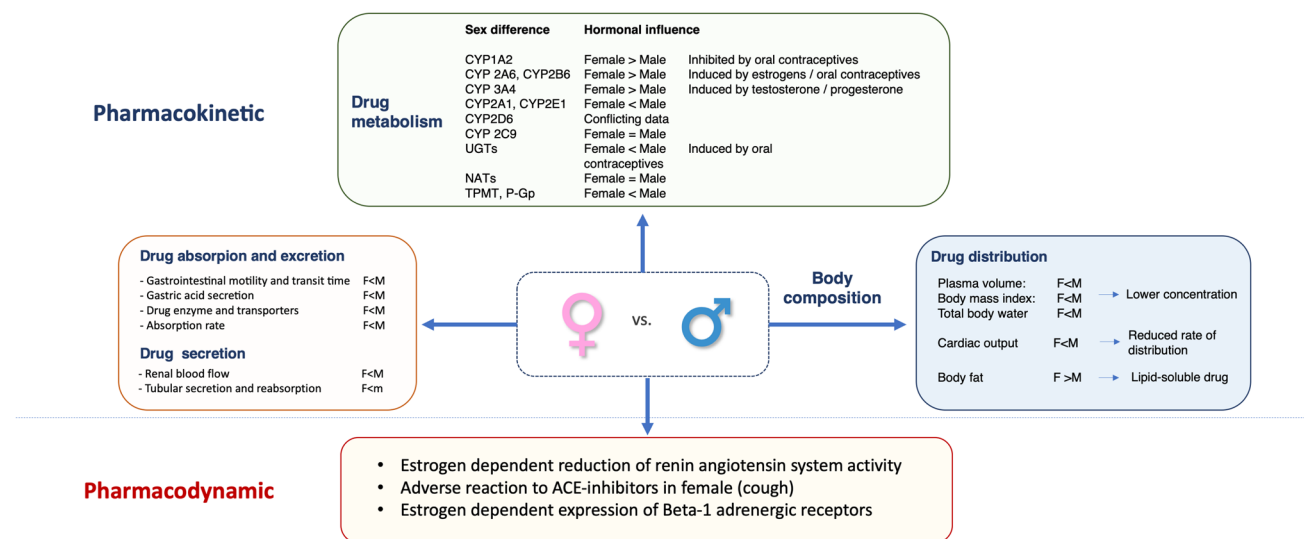 Sex difference Hormonal influence
CYP1A2 Female > Male Inhibited by oral contraceptives
CYP 2A6, CYP2B6 Female > Male Induced by estrogens / oral contraceptives
CYP 3A4 Female > Male Induced by testosterone / progesterone
CYP2A1, CYP2E1 Female < Male
CYP2D6 Conflicting data
CYP 2C9 Female = Male
UGTs Female < Male Induced by oral
contraceptives
NATs Female = Male
TPMT, P-Gp Female < Male
Drug
metabolism
Pharmacokinetic
Drug absorpion and excretion
- Gastrointestinal motility and transit time F<M
- Gastric acid secretion F<M
- Drug enzyme and transporters F<M
- Absorption rate F<M
Drug secretion
- Renal blood flow F<M
- Tubular secretion and reabsorption F<m
vs.
Body
composition
Drug distribution
Plasma volume: F<M
Body mass index: F<M
Total body water F<M
Lower concentration
Cardiac output F<M
Reduced rate of
distribution
Body fat F >M Lipid-soluble drug
Pharmacodynamic
• Estrogen dependent reduction of renin angiotensin system activity
• Adverse reaction to ACE-inhibitors in female (cough)
• Estrogen dependent expression of Beta-1 adrenergic receptors